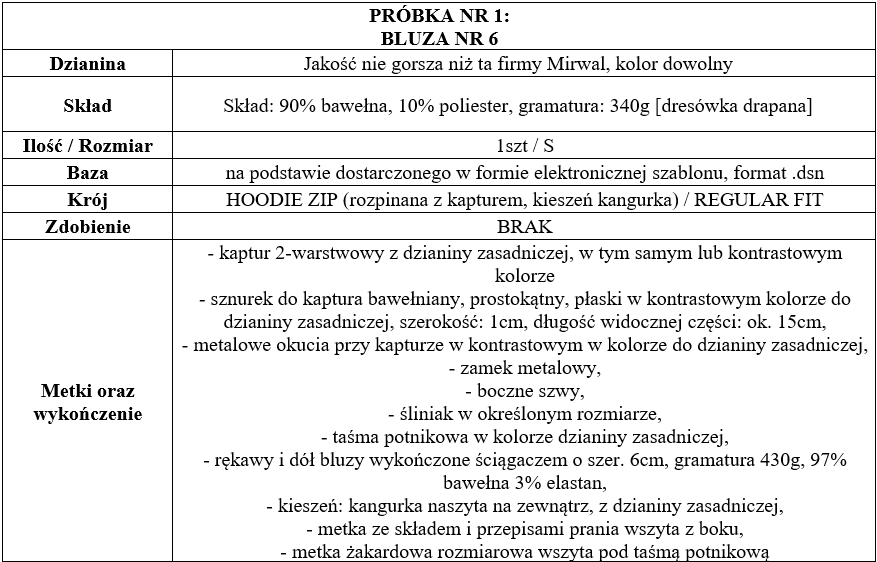 PRÓBKA NR 1:
BLUZA NR 6
Dzianina
Jakość nie gorsza niż ta firmy Mirwal, kolor dowolny
Skład
Skład: 90% bawełna, 10% poliester, gramatura: 340g [dresówka drapana]
Ilość / Rozmiar
1szt / S
Baza
na podstawie dostarczonego w formie elektronicznej szablonu, format .dsn
Krój
HOODIE ZIP (rozpinana z kapturem, kieszeń kangurka) / REGULAR FIT
Zdobienie
BRAK
Metki oraz
wykończenie
- kaptur 2-warstwowy z dzianiny zasadniczej, w tym samym lub kontrastowym
kolorze
- sznurek do kaptura bawełniany, prostokątny, płaski w kontrastowym kolorze do
dzianiny zasadniczej, szerokość: 1cm, długość widocznej części: ok. 15cm,
- metalowe okucia przy kapturze w kontrastowym w kolorze do dzianiny zasadniczej,
- zamek metalowy,
- boczne szwy,
- śliniak w określonym rozmiarze,
- taśma potnikowa w kolorze dzianiny zasadniczej,
- rękawy i dół bluzy wykończone ściągaczem o szer. 6cm, gramatura 430g, 97%
bawełna 3% elastan,
- kieszeń: kangurka naszyta na zewnątrz, z dzianiny zasadniczej,
- metka ze składem i przepisami prania wszyta z boku,
- metka żakardowa rozmiarowa wszyta pod taśmą potnikową